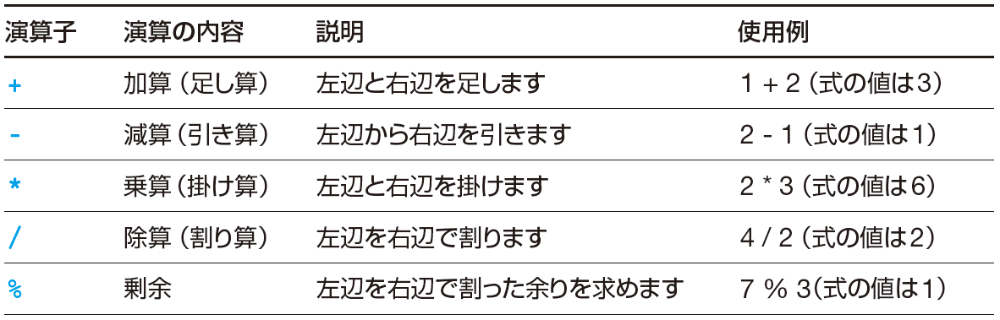 演算子 演算の内容 説明 使用例
+ 加算（足し算） 左辺と右辺を足します 1 + 2（式の値は3）
- 減算（引き算） 左辺から右辺を引きます 2 - 1（式の値は1）
* 乗算（掛け算） 左辺と右辺を掛けます 2 * 3（式の値は6）
/ 除算（割り算） 左辺を右辺で割ります 4 / 2（式の値は2）
% 剰余 左辺を右辺で割った余りを求めます 7 % 3（式の値は1）